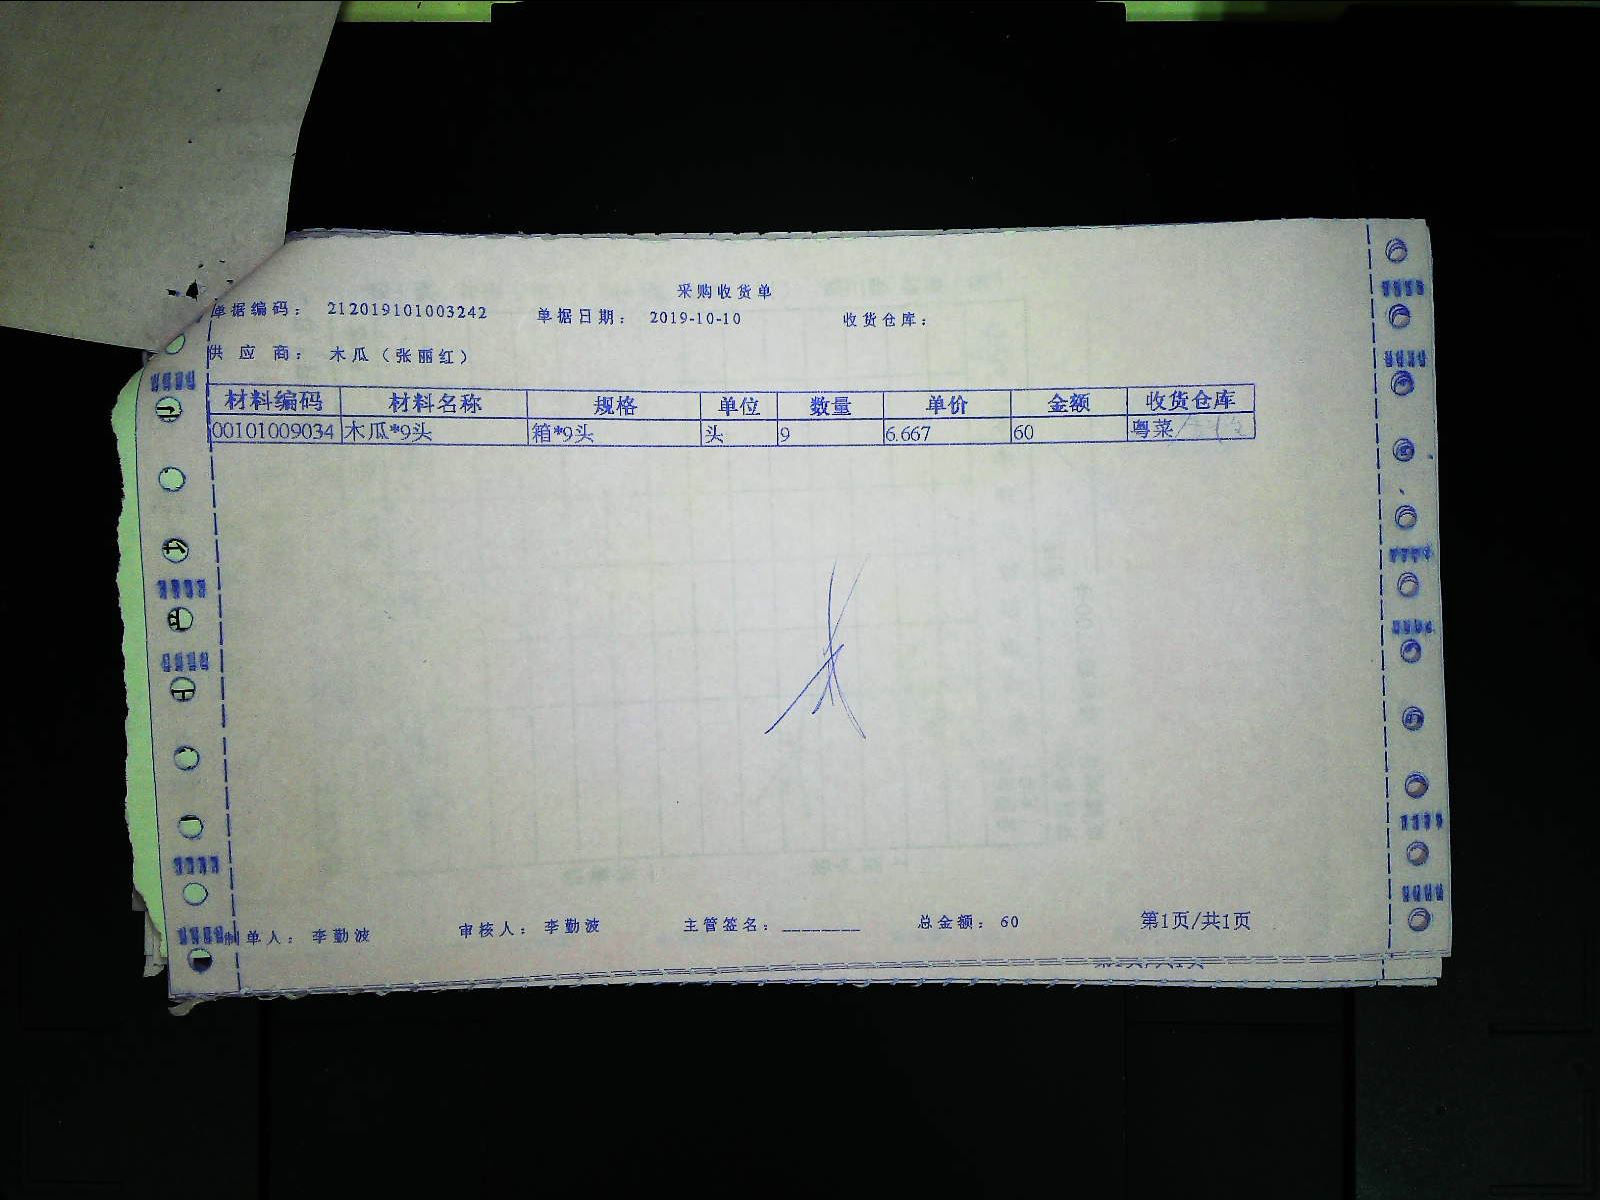 采购收货单
单据编码： 212019101003242 单据日期： 2019-10-10 收货仓库：
供 应 商： 木瓜（张丽红）
材料编码 材料名称 规格 单位 数量 单价 金额 收货仓库
00101009034 木瓜*9头 箱*9头 头 9 6.667 60 粤菜
制单人： 李勤波 审核人： 李勤波 主管签名：________ 总金额： 60 第1页/共1页